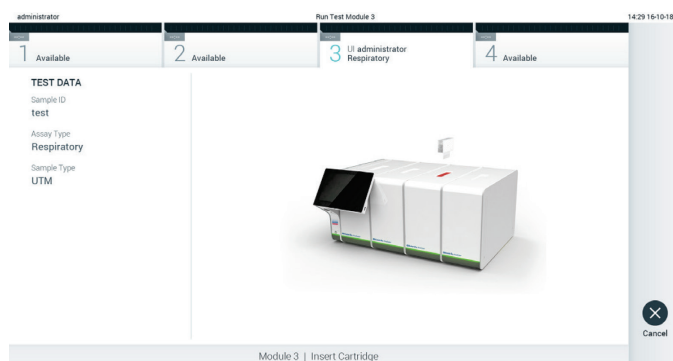 administrator
Run Test Module 3
14:29 16-10-18
1 Available
2 Available
3 UI administrator
Respiratory
4 Available
TEST DATA
Sample ID
test
Assay Type
Respiratory
Sample Type
UTM
Cancel
Module 3 | Insert Cartridge